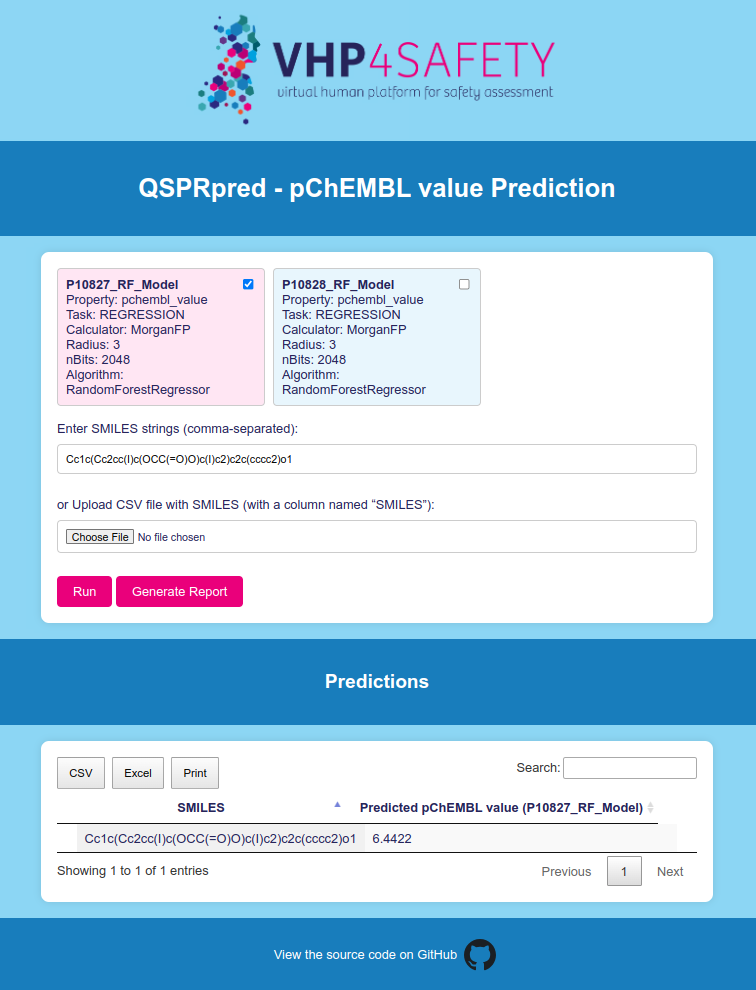 VHP4SAFETY
virtual human platform for safety assessment
QSPRpred - pChEMBL value Prediction
P10827_RF_Model
Property: pchembl_value
Task: REGRESSION
Calculator: MorganFP
Radius: 3
nBits: 2048
Algorithm:
RandomForestRegressor
P10828_RF_Model
Property: pchembl_value
Task: REGRESSION
Calculator: MorganFP
Radius: 3
nBits: 2048
Algorithm:
RandomForestRegressor
Enter SMILES strings (comma-separated):
Cc1c(Cc2cc(I)c(OCC(=O)O)c(I)c2)c2c(cccc2)o1
or Upload CSV file with SMILES (with a column named “SMILES”):
Choose File No file chosen
Run Generate Report
Predictions
CSV Excel Print Search:
SMILES Predicted pChEMBL value (P10827_RF_Model)
Cc1c(Cc2cc(I)c(OCC(=O)O)c(I)c2)c2c(cccc2)o1 6.4422
Showing 1 to 1 of 1 entries Previous 1 Next
View the source code on GitHub